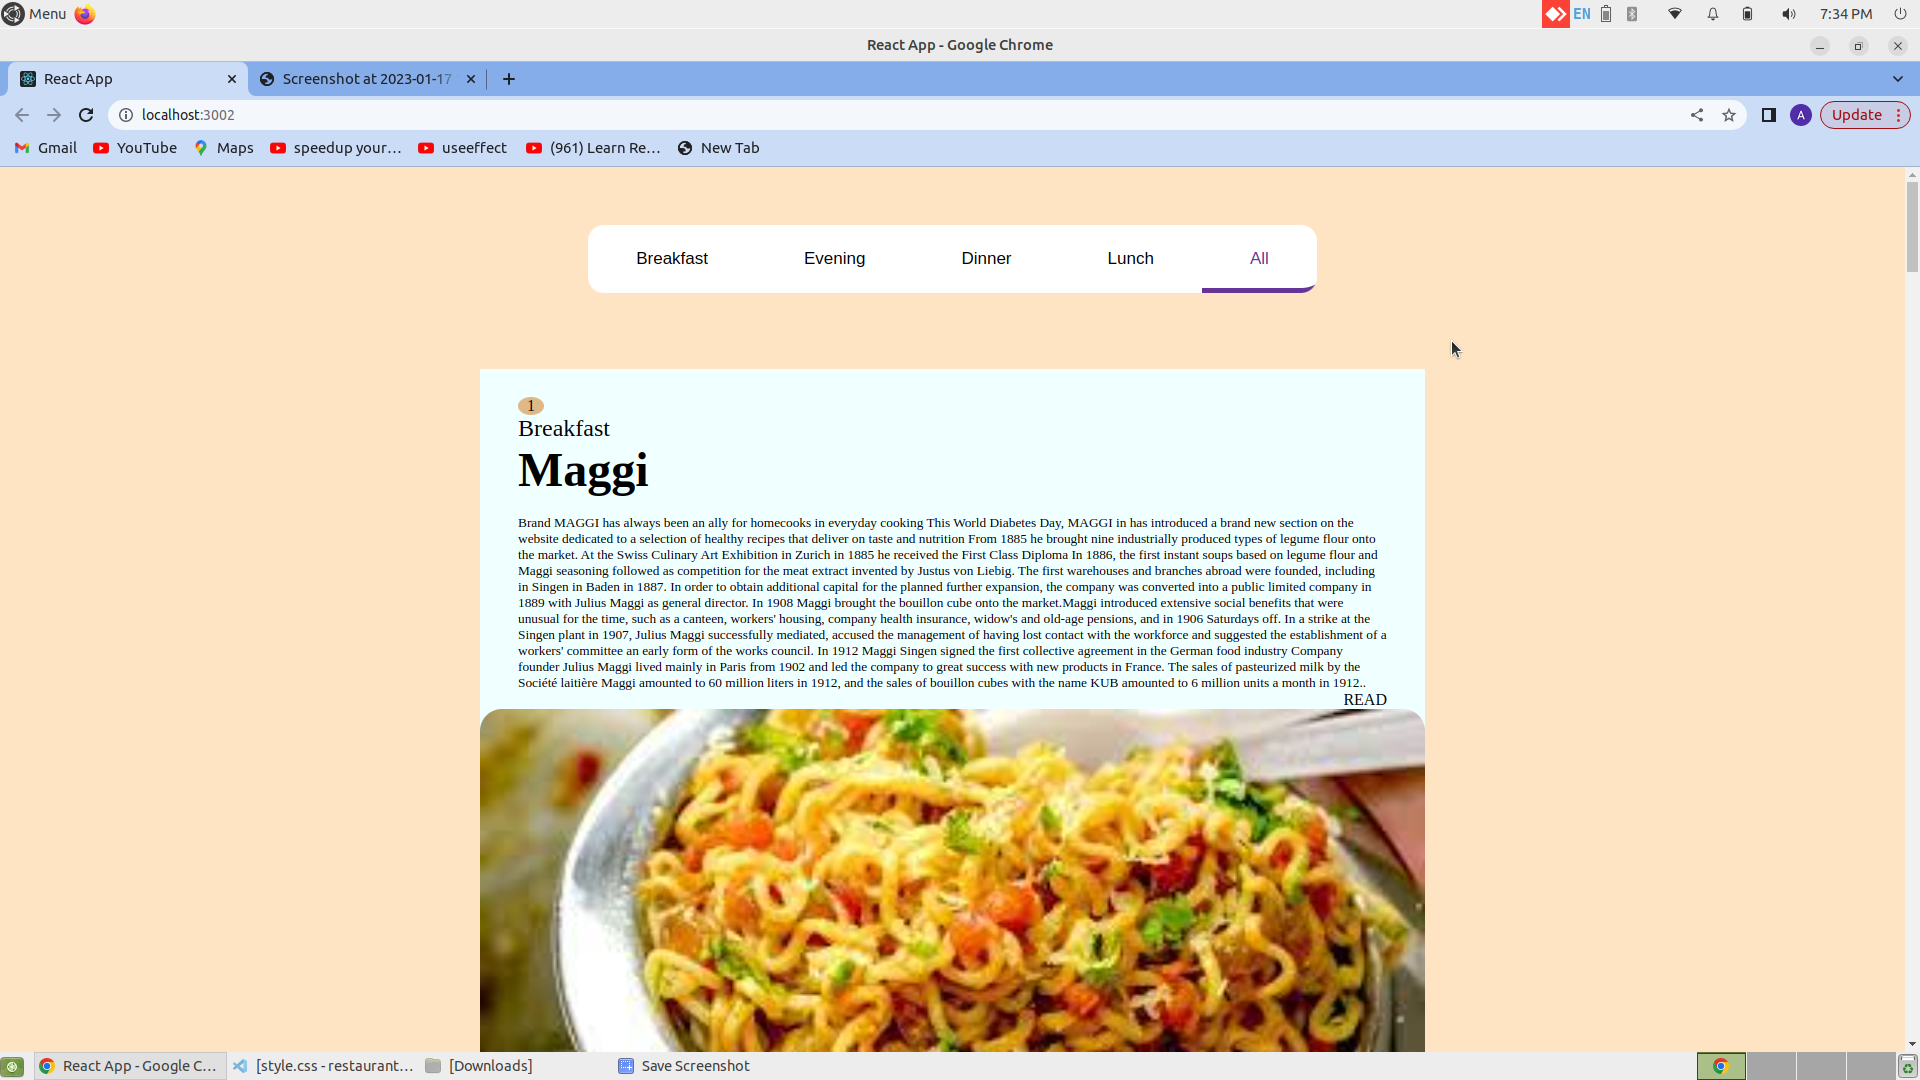 Menu
EN
7:34 PM
React App - Google Chrome
React App
Screenshot at 2023-01-17
localhost:3002
A
Update
Gmail
YouTube
Maps
speedup your...
useeffect
(961) Learn Re...
New Tab
Breakfast
Evening
Dinner
Lunch
All
1
Breakfast
Maggi
Brand MAGGI has always been an ally for homecooks in everyday cooking This World Diabetes Day, MAGGI in has introduced a brand new section on the
website dedicated to a selection of healthy recipes that deliver on taste and nutrition From 1885 he brought nine industrially produced types of legume flour onto
the market. At the Swiss Culinary Art Exhibition in Zurich in 1885 he received the First Class Diploma In 1886, the first instant soups based on legume flour and
Maggi seasoning followed as competition for the meat extract invented by Justus von Liebig. The first warehouses and branches abroad were founded, including
in Singen in Baden in 1887. In order to obtain additional capital for the planned further expansion, the company was converted into a public limited company in
1889 with Julius Maggi as general director. In 1908 Maggi brought the bouillon cube onto the market.Maggi introduced extensive social benefits that were
unusual for the time, such as a canteen, workers' housing, company health insurance, widow's and old-age pensions, and in 1906 Saturdays off. In a strike at the
Singen plant in 1907, Julius Maggi successfully mediated, accused the management of having lost contact with the workforce and suggested the establishment of a
workers' committee an early form of the works council. In 1912 Maggi Singen signed the first collective agreement in the German food industry Company
founder Julius Maggi lived mainly in Paris from 1902 and led the company to great success with new products in France. The sales of pasteurized milk by the
Société laitière Maggi amounted to 60 million liters in 1912, and the sales of bouillon cubes with the name KUB amounted to 6 million units a month in 1912..
READ
React App - Google C...
[style.css - restaurant...
[Downloads]
Save Screenshot